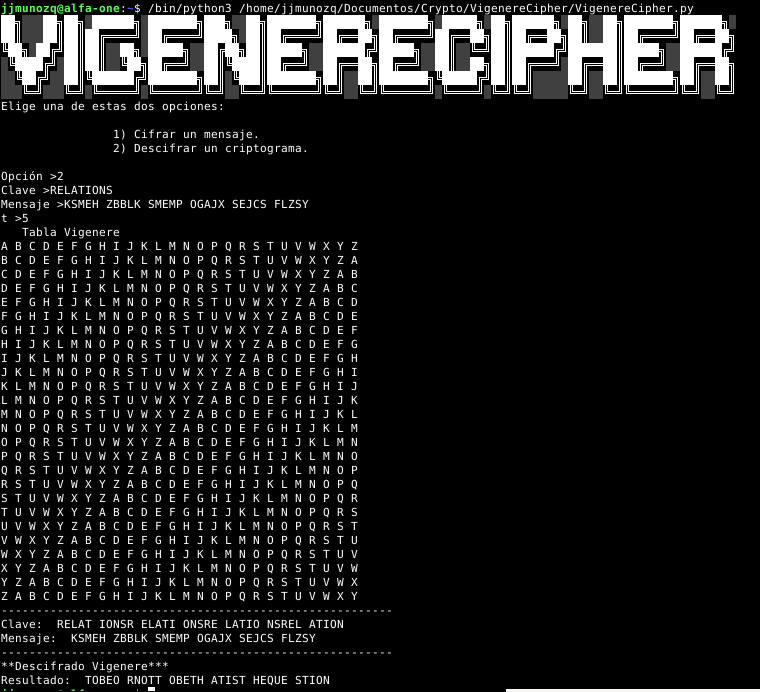 jjmunozq@alfa-one:~$ /bin/python3 /home/jjmunozq/Documentos/Crypto/VigenereCipher/VigenereCipher.py
VIGENERECIPHER
Elige una de estas dos opciones:
1) Cifrar un mensaje.
2) Descifrar un criptograma.
Opción >2
Clave >RELATIONS
Mensaje >KSMEH ZBBLK SMEMP OGAJX SEJCS FLZSY
t >5
Tabla Vigenere
A B C D E F G H I J K L M N O P Q R S T U V W X Y Z
B C D E F G H I J K L M N O P Q R S T U V W X Y Z A
C D E F G H I J K L M N O P Q R S T U V W X Y Z A B
D E F G H I J K L M N O P Q R S T U V W X Y Z A B C
E F G H I J K L M N O P Q R S T U V W X Y Z A B C D
F G H I J K L M N O P Q R S T U V W X Y Z A B C D E
G H I J K L M N O P Q R S T U V W X Y Z A B C D E F
H I J K L M N O P Q R S T U V W X Y Z A B C D E F G
I J K L M N O P Q R S T U V W X Y Z A B C D E F G H
J K L M N O P Q R S T U V W X Y Z A B C D E F G H I
K L M N O P Q R S T U V W X Y Z A B C D E F G H I J
L M N O P Q R S T U V W X Y Z A B C D E F G H I J K
M N O P Q R S T U V W X Y Z A B C D E F G H I J K L
N O P Q R S T U V W X Y Z A B C D E F G H I J K L M
O P Q R S T U V W X Y Z A B C D E F G H I J K L M N
P Q R S T U V W X Y Z A B C D E F G H I J K L M N O
Q R S T U V W X Y Z A B C D E F G H I J K L M N O P
R S T U V W X Y Z A B C D E F G H I J K L M N O P Q
S T U V W X Y Z A B C D E F G H I J K L M N O P Q R
T U V W X Y Z A B C D E F G H I J K L M N O P Q R S
U V W X Y Z A B C D E F G H I J K L M N O P Q R S T
V W X Y Z A B C D E F G H I J K L M N O P Q R S T U
W X Y Z A B C D E F G H I J K L M N O P Q R S T U V
X Y Z A B C D E F G H I J K L M N O P Q R S T U V W
Y Z A B C D E F G H I J K L M N O P Q R S T U V W X
Z A B C D E F G H I J K L M N O P Q R S T U V W X Y
--------------------------------------------------------
Clave:  RELAT IONSR ELATI ONSRE LATIO NSREL ATION
Mensaje:  KSMEH ZBBLK SMEMP OGAJX SEJCS FLZSY
--------------------------------------------------------
**Descifrado Vigenere***
Resultado:  TOBEO RNOTT OBETH ATIST HEQUE STION